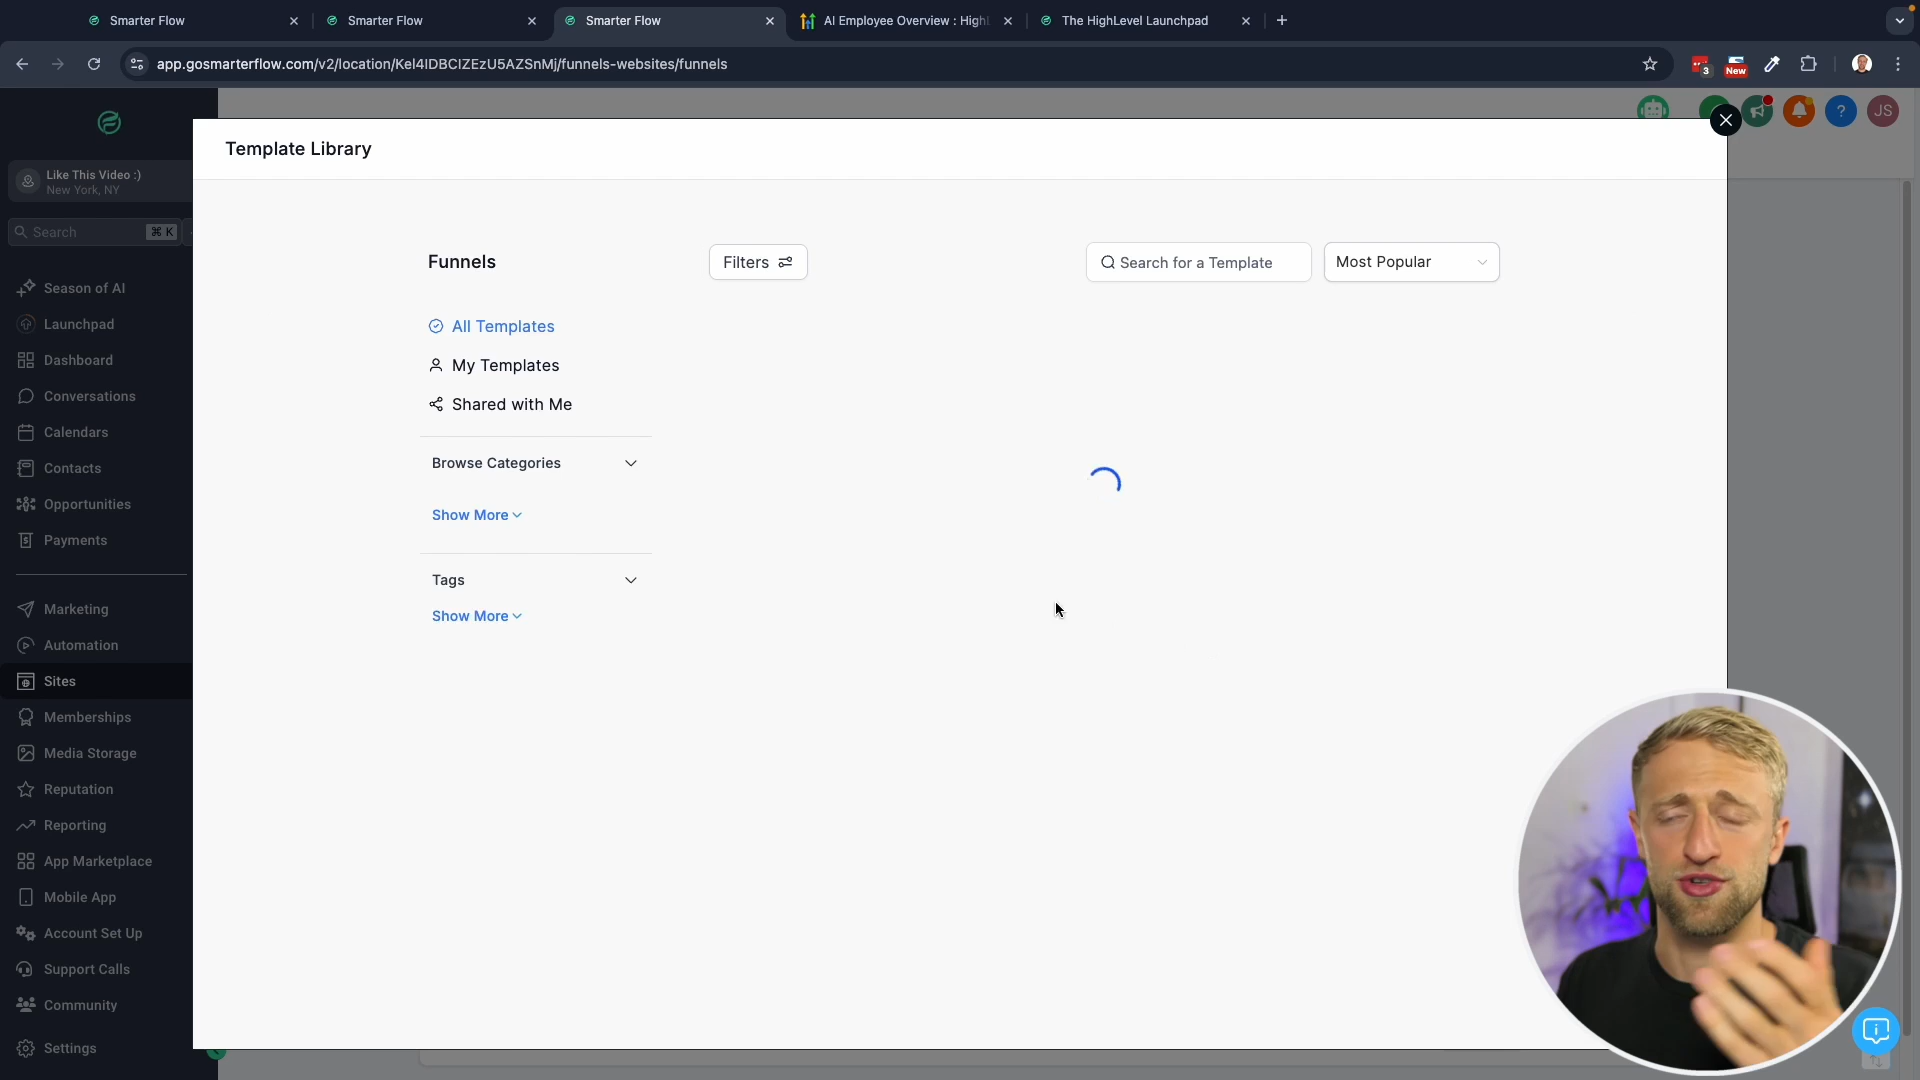 Smarter Flow
Smarter Flow
Smarter Flow
AI Employee Overview : HighL
The HighLevel Launchpad
app.gosmarterflow.com/v2/location/Kel4IDBCIZEzU5AZSnMj/funnels-websites/funnels
3
New
JS
?
Like This Video :)
New York, NY
Search
⌘ K
Season of AI
Launchpad
Dashboard
Conversations
Calendars
Contacts
Opportunities
Payments
Marketing
Automation
Sites
Memberships
Media Storage
Reputation
Reporting
App Marketplace
Mobile App
Account Set Up
Support Calls
Community
Settings
Template Library
Funnels
Filters
Search for a Template
Most Popular
All Templates
My Templates
Shared with Me
Browse Categories
Show More
Tags
Show More